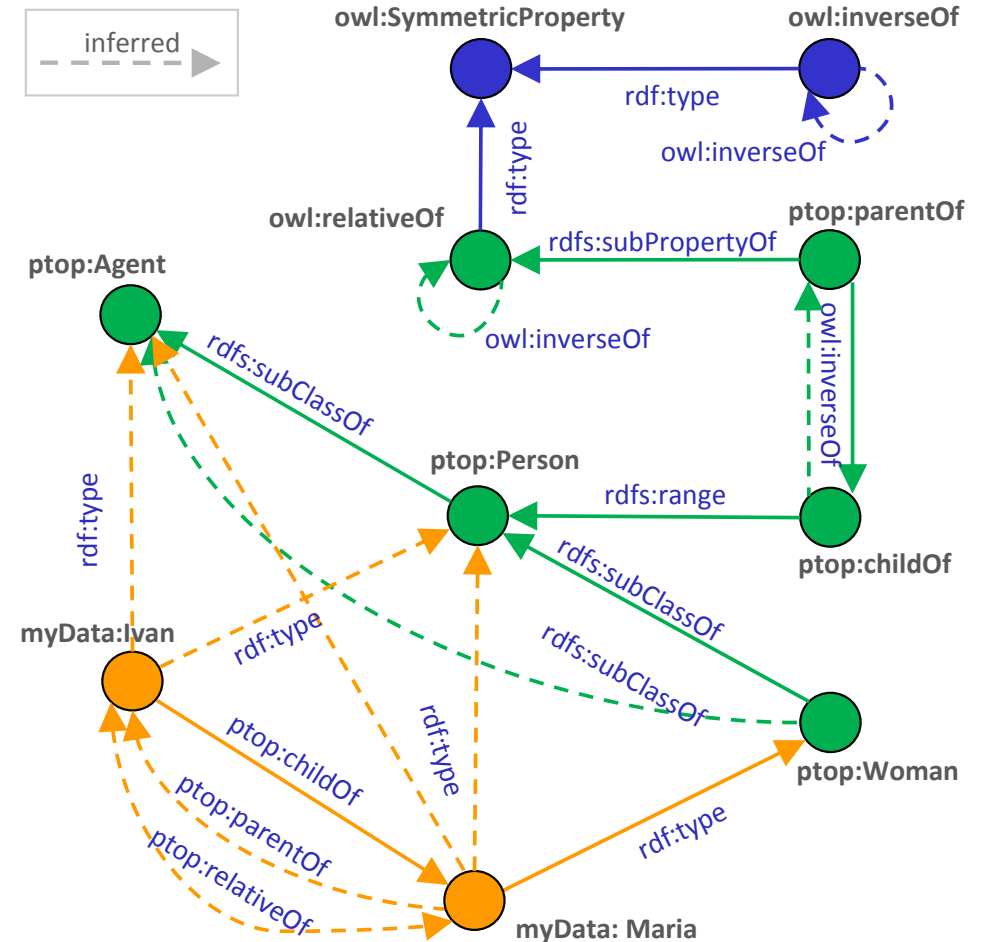 owl:SymmetricProperty
owl:inverseOf
inferred
rdf:type
owl:inverseOf
rdf:type
owl:relativeOf
ptop:parentOf
rdfs:subPropertyOf
ptop:Agent
owl:inverseOf
owl:inverseOf
rdfs:subClassOf
ptop:Person
rdfs:range
rdf:type
ptop:childOf
rdfs:subClassOf
myData:Ivan
rdf:type
rdfs:subClassOf
rdf:type
ptop:childOf
ptop:Woman
ptop:parentOf
rdf:type
ptop:relativeOf
myData: Maria